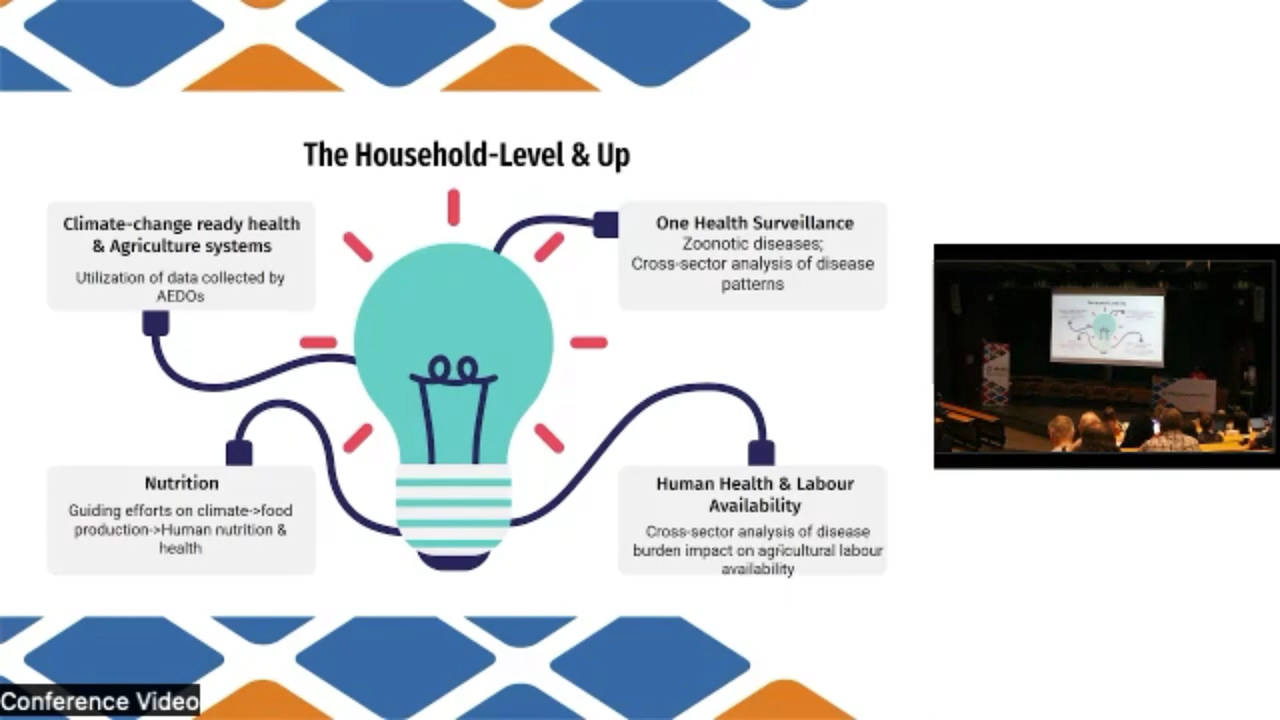 The Household-Level & Up
Climate-change ready health
& Agriculture systems
Utilization of data collected by
AEDOs
One Health Surveillance
Zoonotic diseases;
Cross-sector analysis of disease
patterns
Nutrition
Guiding efforts on climate->food
production->Human nutrition &
health
Human Health & Labour
Availability
Cross-sector analysis of disease
burden impact on agricultural labour
availability
Conference Video